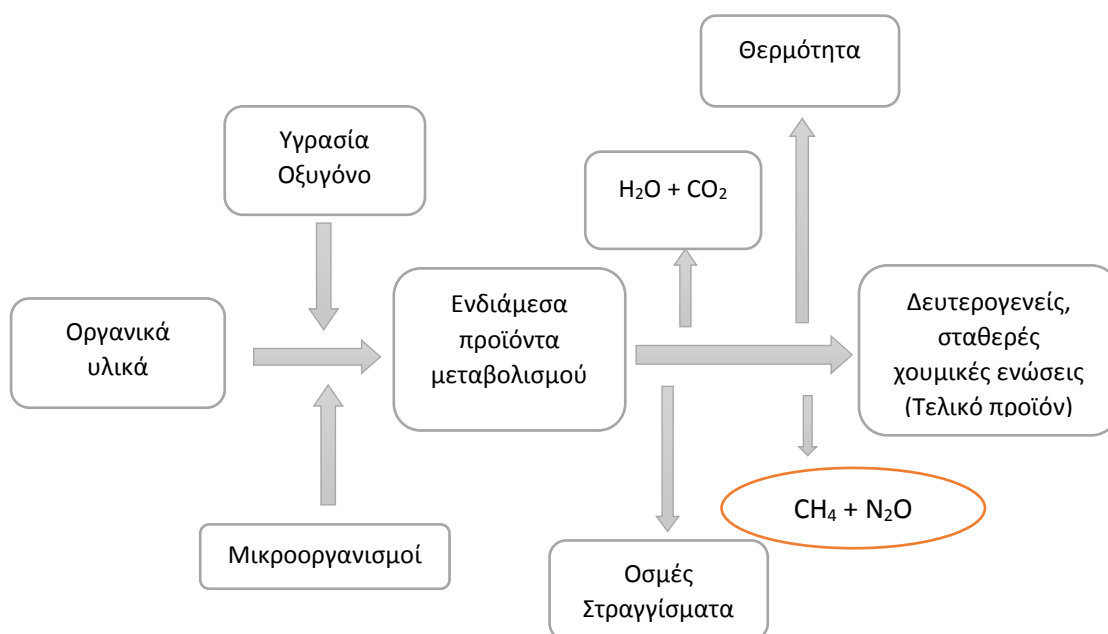 Θερμότητα
Υγρασία
Οξυγόνο
H₂O + CO₂
Οργανικά
υλικά
Ενδιάμεσα
προϊόντα
μεταβολισμού
Δευτερογενείς,
σταθερές
χουμικές ενώσεις
(Τελικό προϊόν)
CH₄ + N₂O
Μικροοργανισμοί
Οσμές
Στραγγίσματα